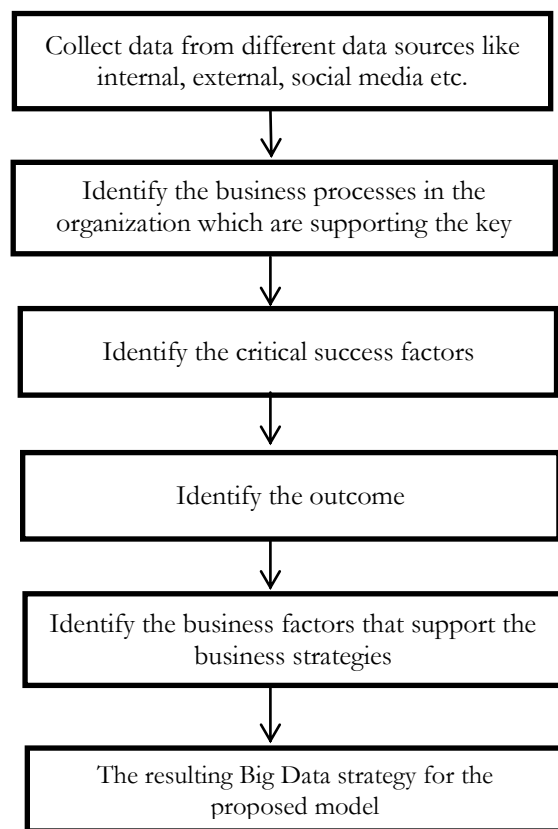 Collect data from different data sources like
internal, external, social media etc.
Identify the business processes in the
organization which are supporting the key
Identify the critical success factors
Identify the outcome
Identify the business factors that support the
business strategies
The resulting Big Data strategy for the
proposed model